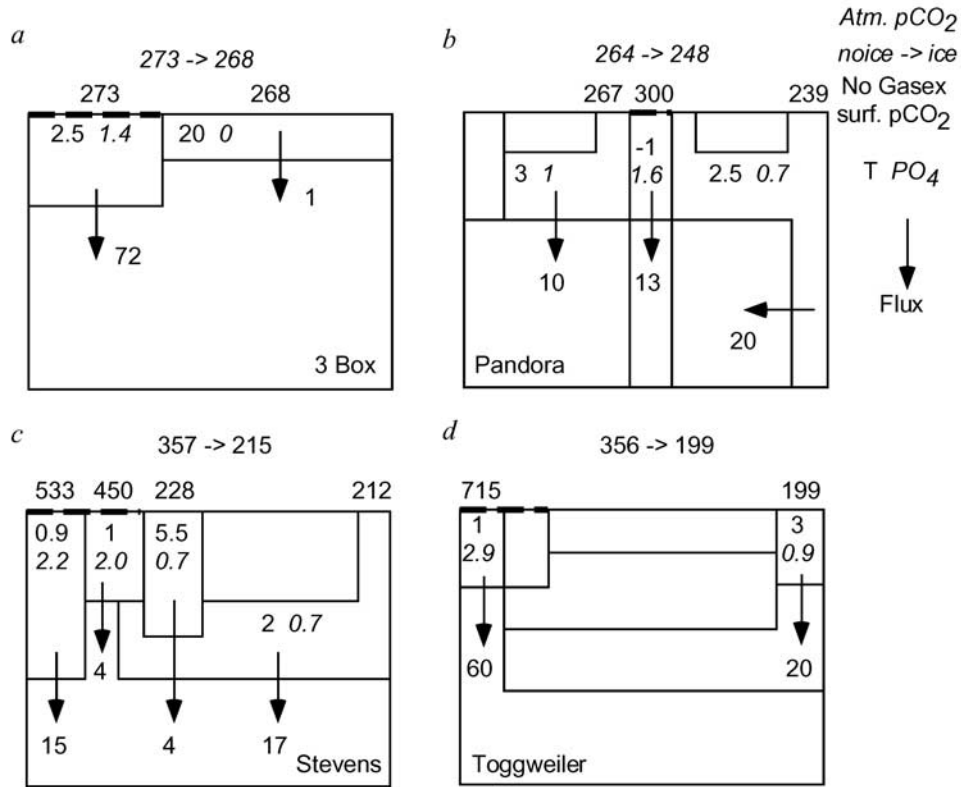 a
273 -> 268
273 268
2.5 1.4 20 0
1
72
3 Box
b
264 -> 248
267 300 239
-1
3 1 1.6 2.5 0.7
10 13
20
Pandora
Atm. pCO2
noice -> ice
No Gasex
surf. pCO2
T PO4
Flux
c
357 -> 215
533 450 228 212
0.9 1 5.5
2.2 2.0 0.7
2 0.7
4
15 4 17
Stevens
d
356 -> 199
715 199
1 3
2.9 0.9
60 20
Toggweiler